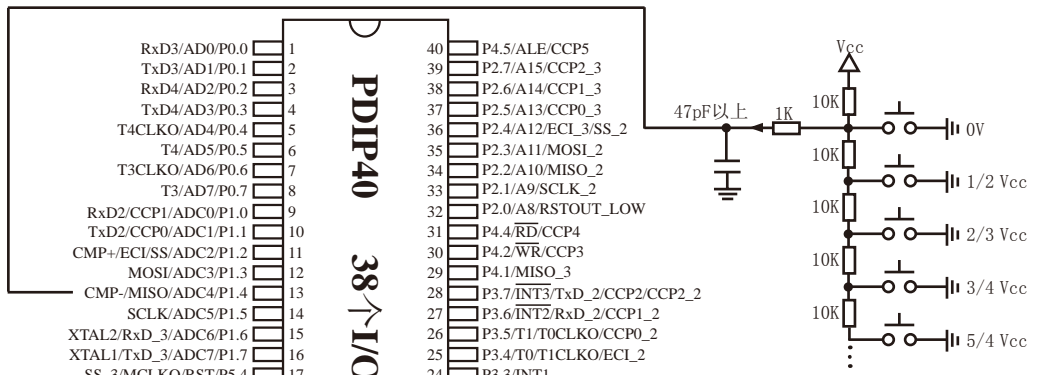 RxD3/AD0/P0.0 1
TxD3/AD1/P0.1 2
RxD4/AD2/P0.2 3
TxD4/AD3/P0.3 4
T4CLKO/AD4/P0.4 5
T4/AD5/P0.5 6
T3CLKO/AD6/P0.6 7
T3/AD7/P0.7 8
RxD2/CCP1/ADC0/P1.0 9
TxD2/CCP0/ADC1/P1.1 10
CMP+/ECI/SS/ADC2/P1.2 11
MOSI/ADC3/P1.3 12
CMP-/MISO/ADC4/P1.4 13
SCLK/ADC5/P1.5 14
XTAL2/RxD_3/ADC6/P1.6 15
XTAL1/TxD_3/ADC7/P1.7 16
SS_3/MCLKO/RST/P5.4 17
PDIP40
38个I/O
40 P4.5/ALE/CCP5
39 P2.7/A15/CCP2_3
38 P2.6/A14/CCP1_3
37 P2.5/A13/CCP0_3
36 P2.4/A12/ECI_3/SS_2
35 P2.3/A11/MOSI_2
34 P2.2/A10/MISO_2
33 P2.1/A9/SCLK_2
32 P2.0/A8/RSTOUT_LOW
31 P4.4/RD/CCP4
30 P4.2/WR/CCP3
29 P4.1/MISO_3
28 P3.7/INT3/TxD_2/CCP2/CCP2_2
27 P3.6/INT2/RxD_2/CCP1_2
26 P3.5/T1/T0CLKO/CCP0_2
25 P3.4/T0/T1CLKO/ECI_2
24 P3.3/INT1
47pF以上
1K
Vcc
10K
0V
10K
1/2 Vcc
10K
2/3 Vcc
10K
3/4 Vcc
10K
5/4 Vcc